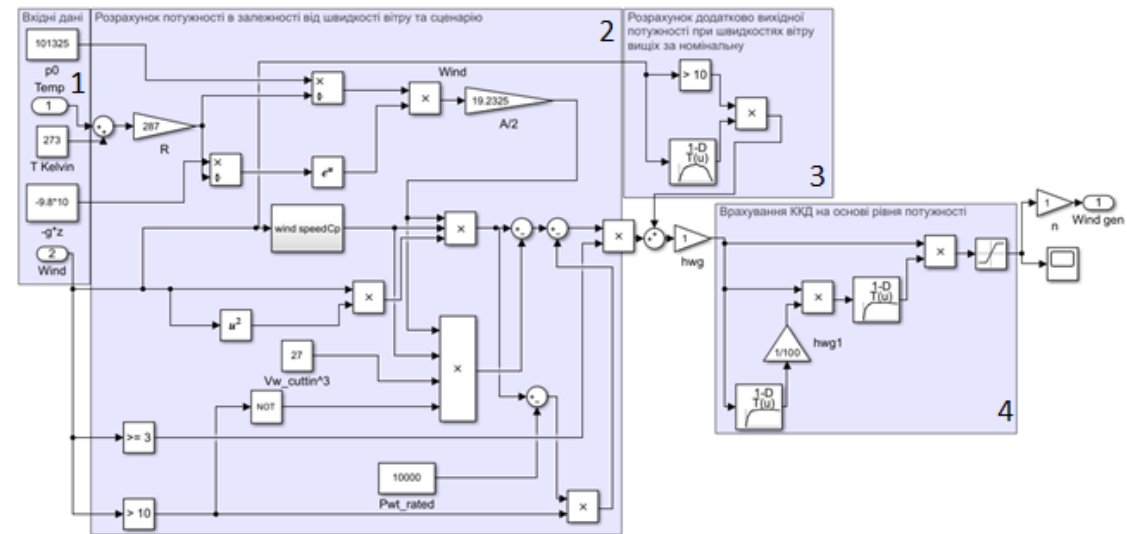 Вхідні дані
101325
p0
1
Temp
1
273
T Kelvin
-9.8*10
-g*z
2
Wind
Розрахунок потужності в залежності від швидкості вітру та сценарію
2
287
R
×
÷
×
÷
eᵘ
Wind
×
19.2325
A/2
wind speedCp
×
×
u²
27
Vw_cuttin^3
NOT
×
>= 3
> 10
10000
Pwt_rated
×
×
Розрахунок додатково вихідної
потужності при швидкостях вітру
вищіх за номінальну
> 10
×
1-D
T(u)
3
1
hwg
Врахування ККД на основі рівня потужності
×
×
1-D
T(u)
1/100
hwg1
1-D
T(u)
4
1
n
1
Wind gen